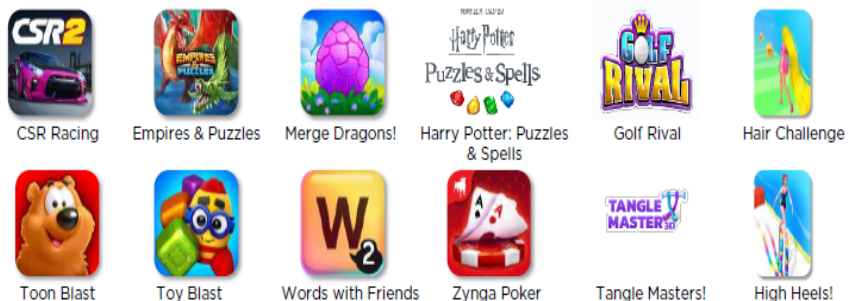 CSR2
EMPIRES & PUZZLES
Harry Potter
PUZZLES & SPELLS
GOLF
RIVAL
CSR Racing
Empires & Puzzles
Merge Dragons!
Harry Potter: Puzzles
& Spells
Golf Rival
Hair Challenge
W
2
A
A
TANGLE
MASTER
3D
Toon Blast
Toy Blast
Words with Friends
Zynga Poker
Tangle Masters!
High Heels!